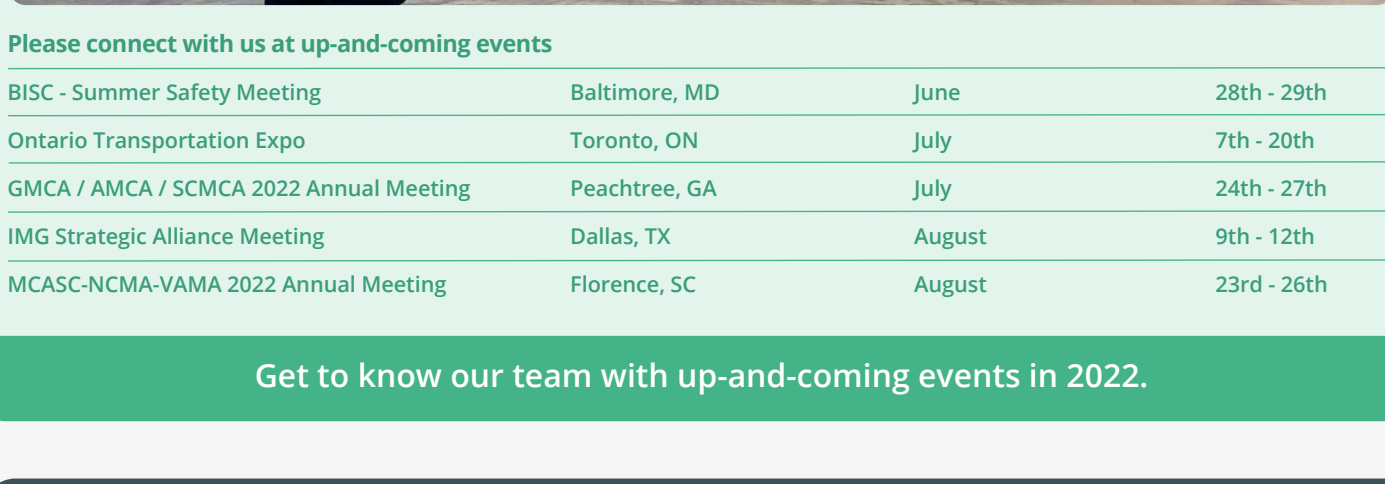 Please connect with us at up-and-coming events
BISC - Summer Safety Meeting Baltimore, MD June 28th - 29th
Ontario Transportation Expo Toronto, ON July 7th - 20th
GMCA / AMCA / SCMCA 2022 Annual Meeting Peachtree, GA July 24th - 27th
IMG Strategic Alliance Meeting Dallas, TX August 9th - 12th
MCASC-NCMA-VAMA 2022 Annual Meeting Florence, SC August 23rd - 26th
Get to know our team with up-and-coming events in 2022.